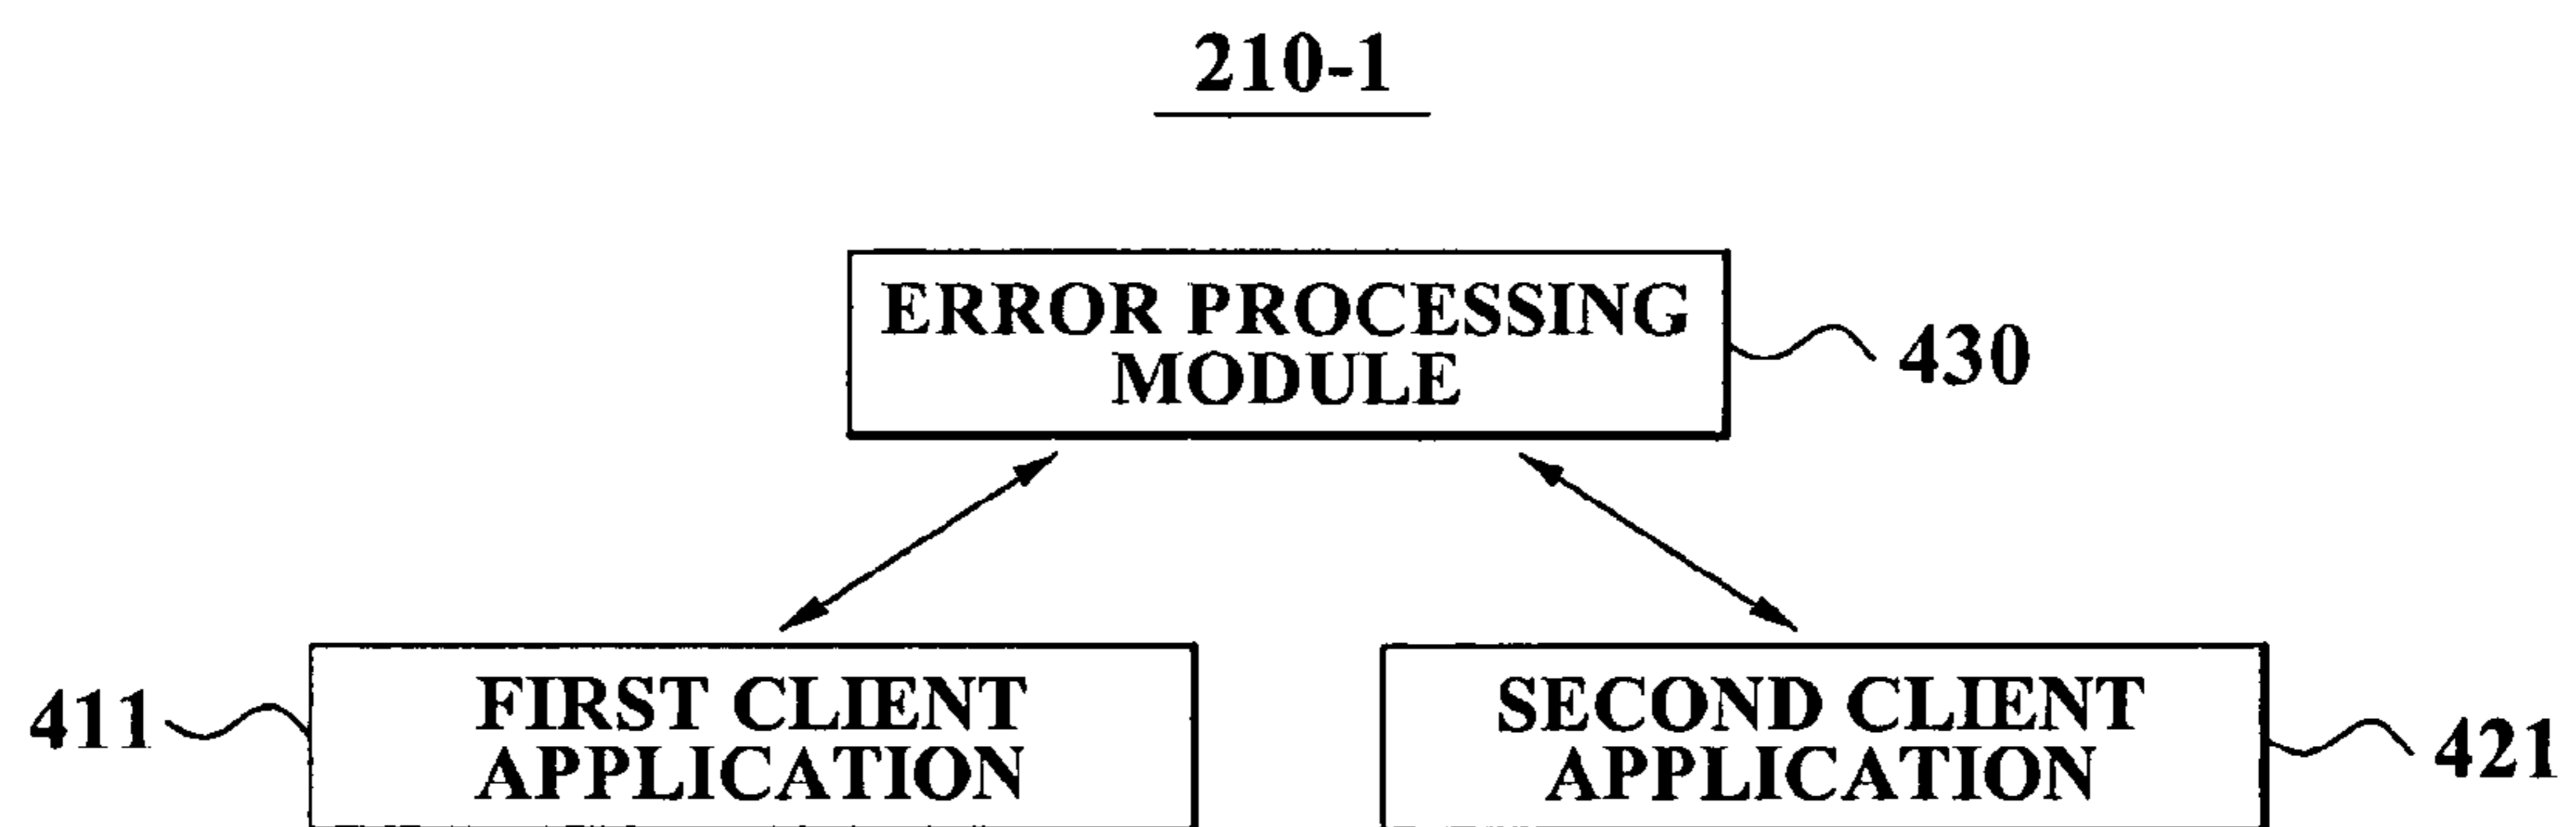 210-1
ERROR PROCESSING
MODULE
430
411
FIRST CLIENT
APPLICATION
SECOND CLIENT
APPLICATION
421